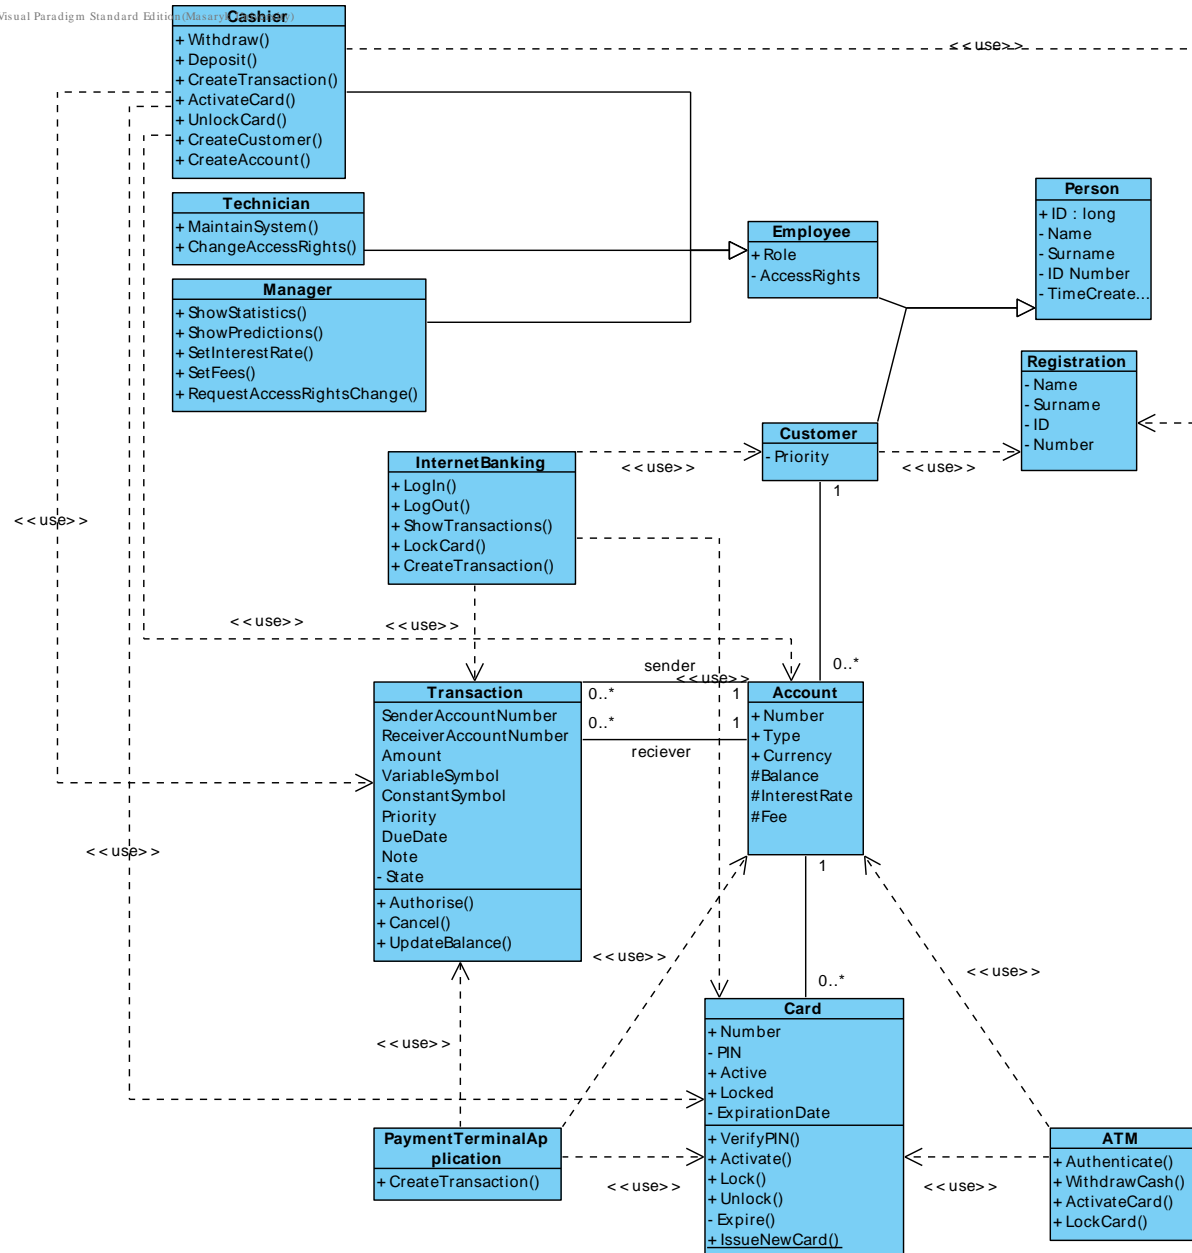 Visual Paradigm Standard Edition(Masaryk University)
Cashier
+ Withdraw()
+ Deposit()
+ CreateTransaction()
+ ActivateCard()
+ UnlockCard()
+ CreateCustomer()
+ CreateAccount()
<<use>>
Technician
+ MaintainSystem()
+ ChangeAccessRights()
Manager
+ ShowStatistics()
+ ShowPredictions()
+ SetInterestRate()
+ SetFees()
+ RequestAccessRightsChange()
Employee
+ Role
- AccessRights
Person
+ ID : long
- Name
- Surname
- ID Number
- TimeCreate...
Registration
- Name
- Surname
- ID
- Number
Customer
- Priority
<<use>>
<<use>>
1
InternetBanking
+ LogIn()
+ LogOut()
+ ShowTransactions()
+ LockCard()
+ CreateTransaction()
<<use>>
<<use>>
<<use>>
0..*
sender
<<use>>
0..*
1
0..*
1
reciever
Transaction
SenderAccountNumber
ReceiverAccountNumber
Amount
VariableSymbol
ConstantSymbol
Priority
DueDate
Note
- State
+ Authorise()
+ Cancel()
+ UpdateBalance()
Account
+ Number
+ Type
+ Currency
#Balance
#InterestRate
#Fee
<<use>>
1
<<use>>
<<use>>
0..*
<<use>>
Card
+ Number
- PIN
+ Active
+ Locked
- ExpirationDate
+ VerifyPIN()
+ Activate()
+ Lock()
+ Unlock()
- Expire()
+ IssueNewCard()
PaymentTerminalAp
plication
+ CreateTransaction()
<<use>>
<<use>>
ATM
+ Authenticate()
+ WithdrawCash()
+ ActivateCard()
+ LockCard()